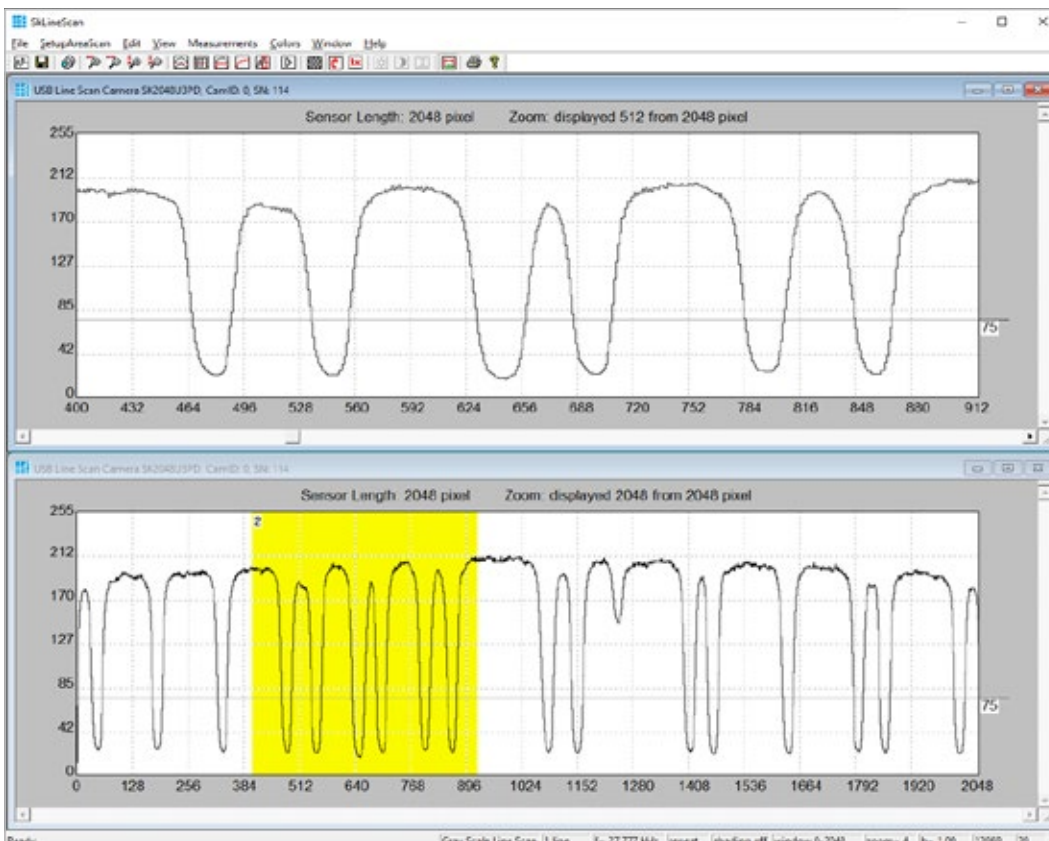 SkLineScan
File SetupAreaScan Edit View Measurements Colors Window Help
USB Line Scan Camera SK2048U3PD, CamID: 0, SN: 114
Sensor Length: 2048 pixel Zoom: displayed 512 from 2048 pixel
255
212
170
127
85
75
42
0
400 432 464 496 528 560 592 624 656 688 720 752 784 816 848 880 912
USB Line Scan Camera SK2048U3PD, CamID: 0, SN: 114
Sensor Length: 2048 pixel Zoom: displayed 2048 from 2048 pixel
255
2
212
170
127
85
75
42
0
0 128 256 384 512 640 768 896 1024 1152 1280 1408 1536 1664 1792 1920 2048